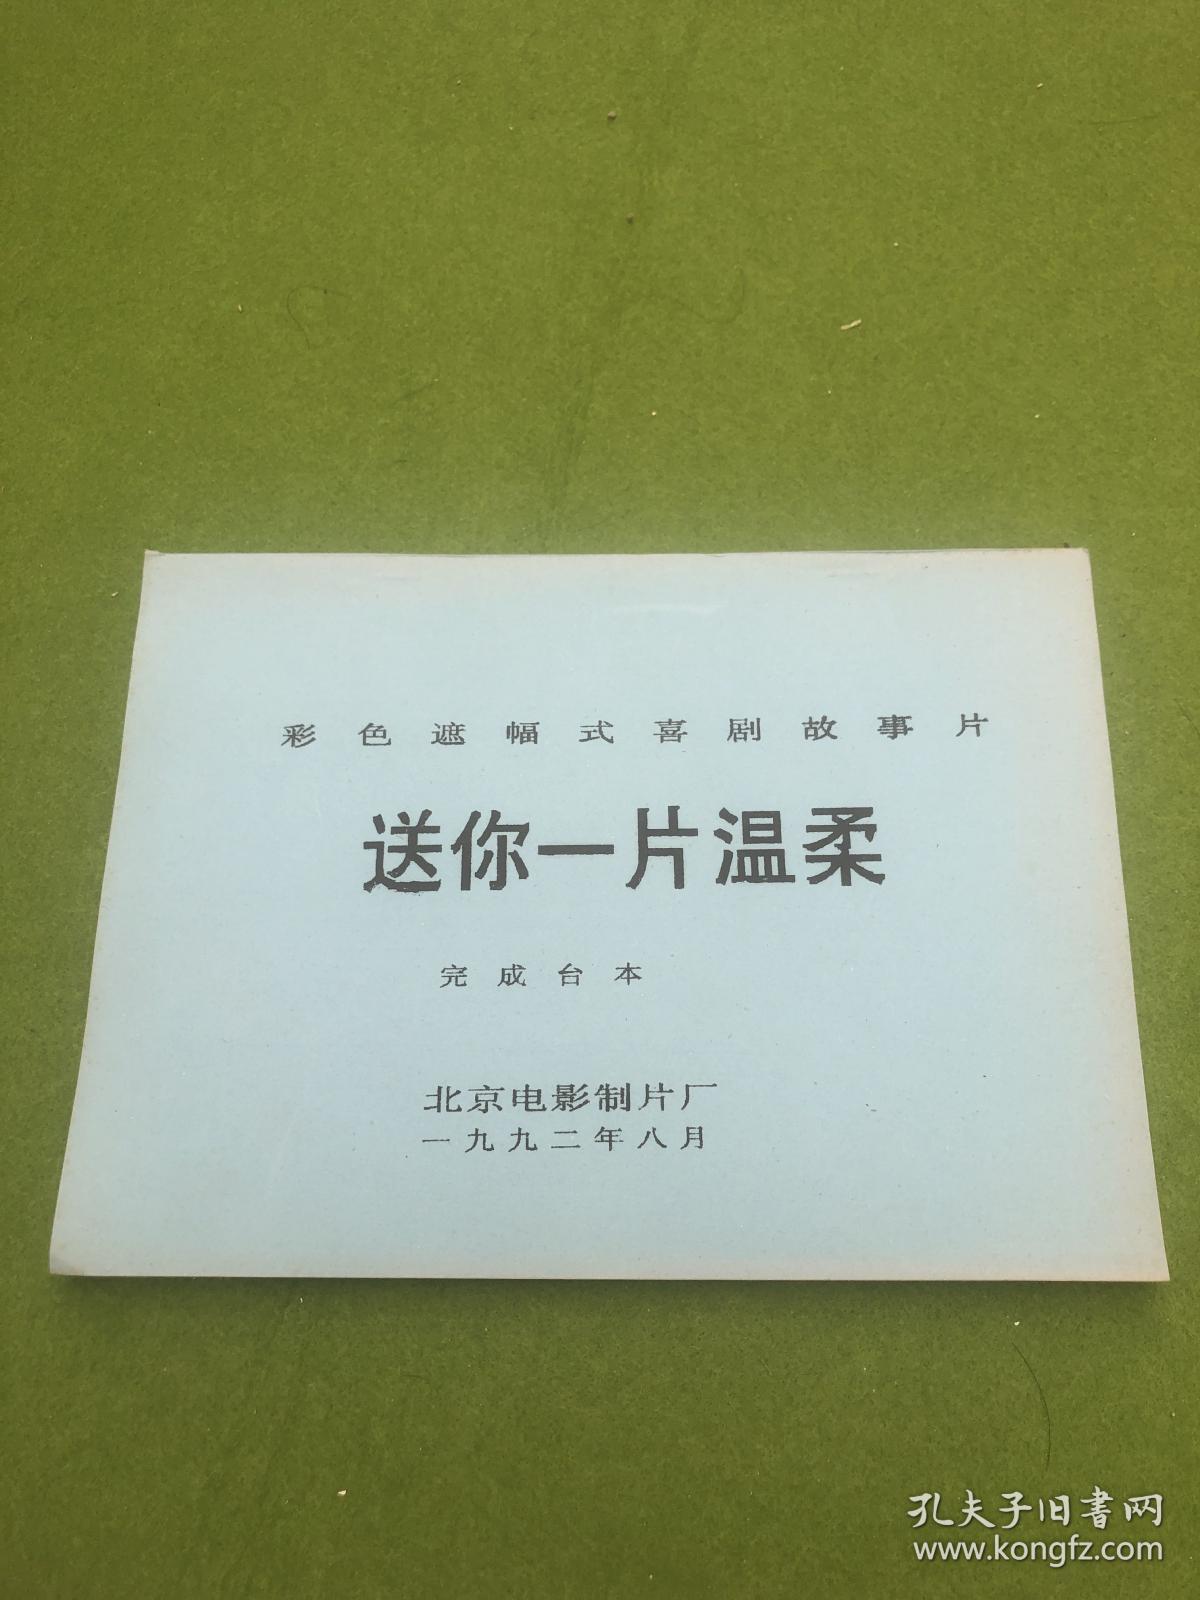 彩色遮幅式喜剧故事片
送你一片温柔
完成台本
北京电影制片厂
一九九二年八月
孔夫子旧书网
www.kongfz.com